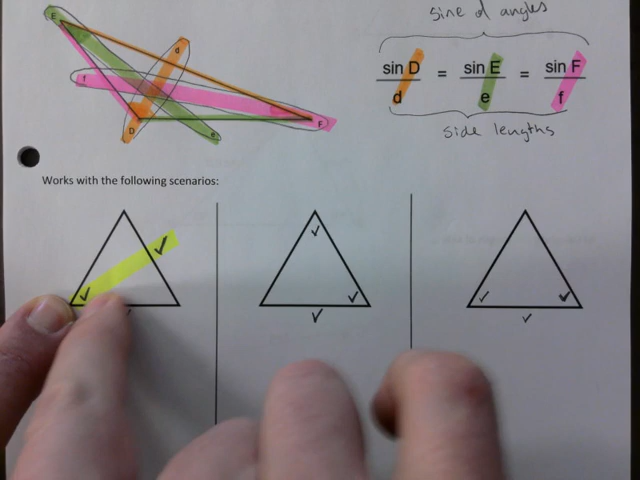 sine of angles
E
d
f
D
e
F
sin D / d = sin E / e = sin F / f
side lengths
Works with the following scenarios:
✓ ✓ ✓
✓ ✓ ✓
✓ ✓ ✓